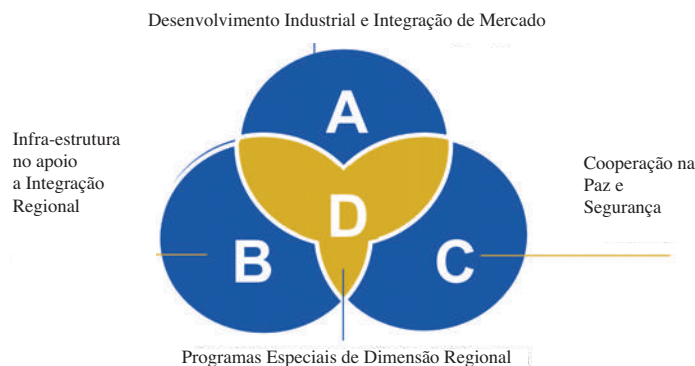 Desenvolvimento Industrial e Integração de Mercado
A
Infra-estrutura
no apoio
a Integração
Regional
Cooperação na
Paz e
Segurança
D
B
C
Programas Especiais de Dimensão Regional